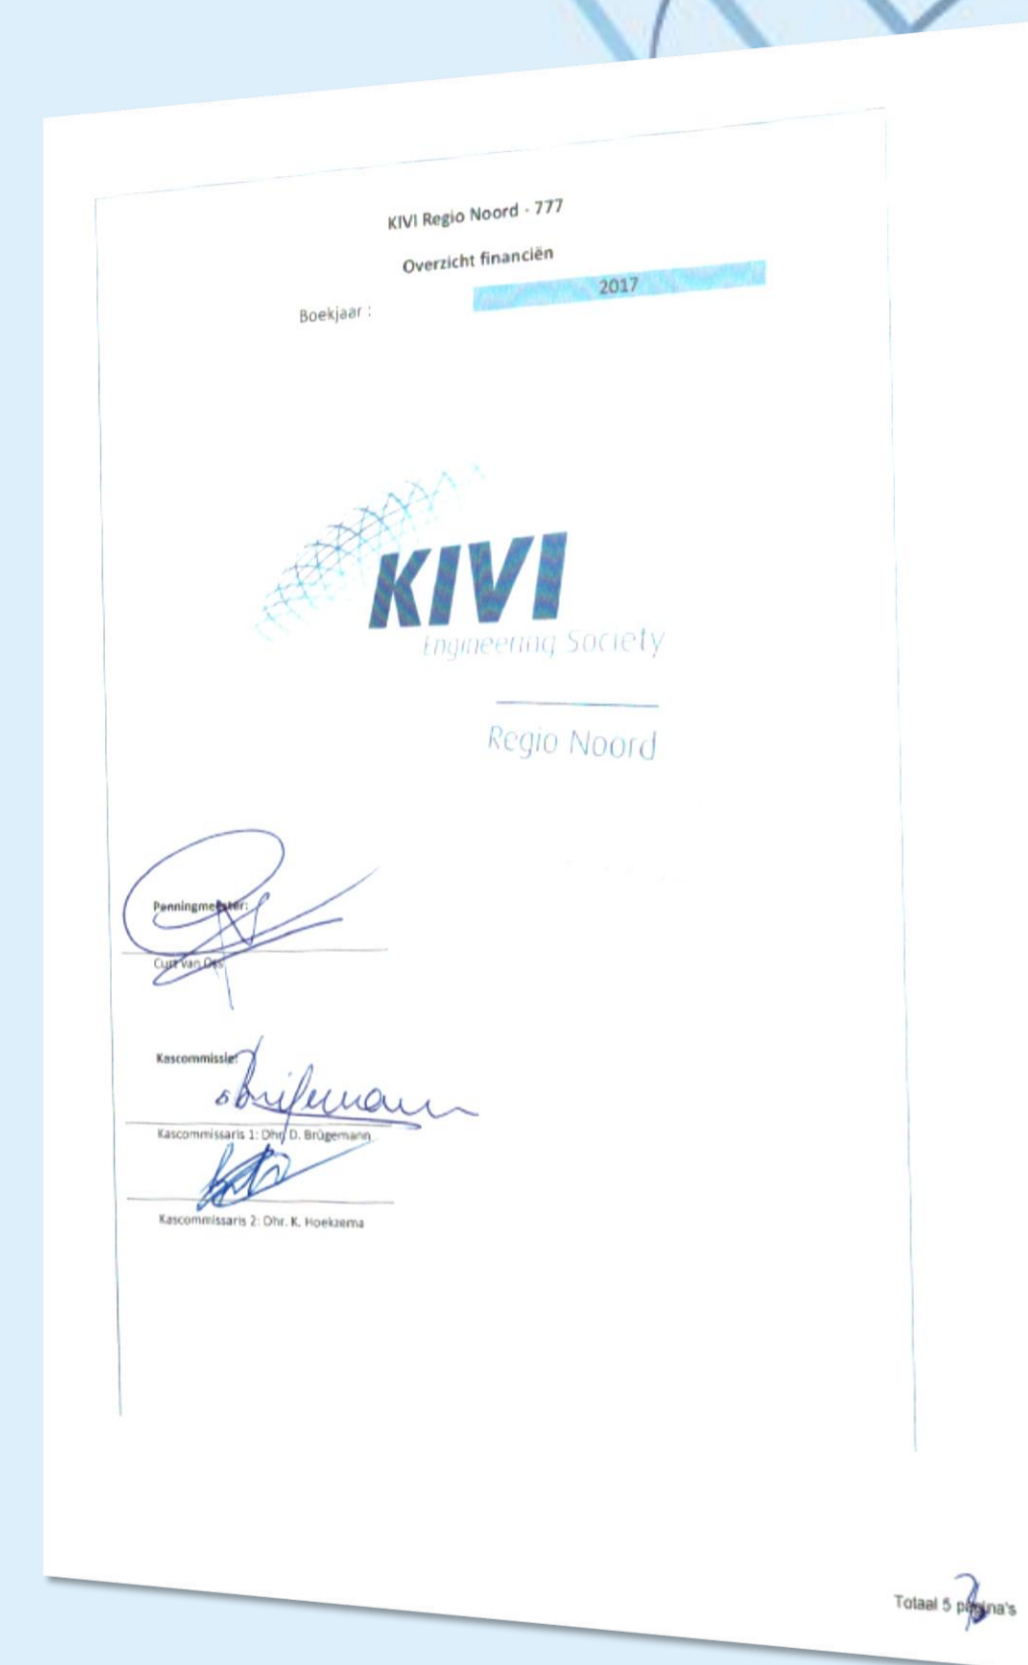 KIVI Regio Noord - 777
Overzicht financiën
Boekjaar : 2017
KIVI
Engineering Society
Regio Noord
Penningmeester:
Curt van Oss
Kascommissie:
Brügemann
Kascommissaris 1: Dhr. D. Brügemann
Kascommissaris 2: Dhr. K. Hoekzema
Totaal 5 pagina's